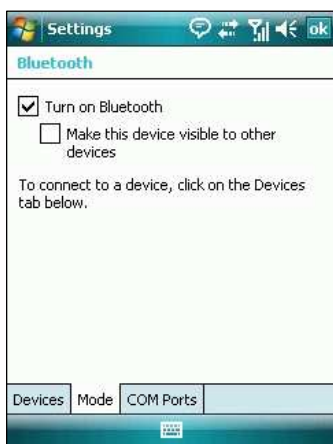 Settings ok
Bluetooth
Turn on Bluetooth
Make this device visible to other
devices
To connect to a device, click on the Devices
tab below.
Devices Mode COM Ports